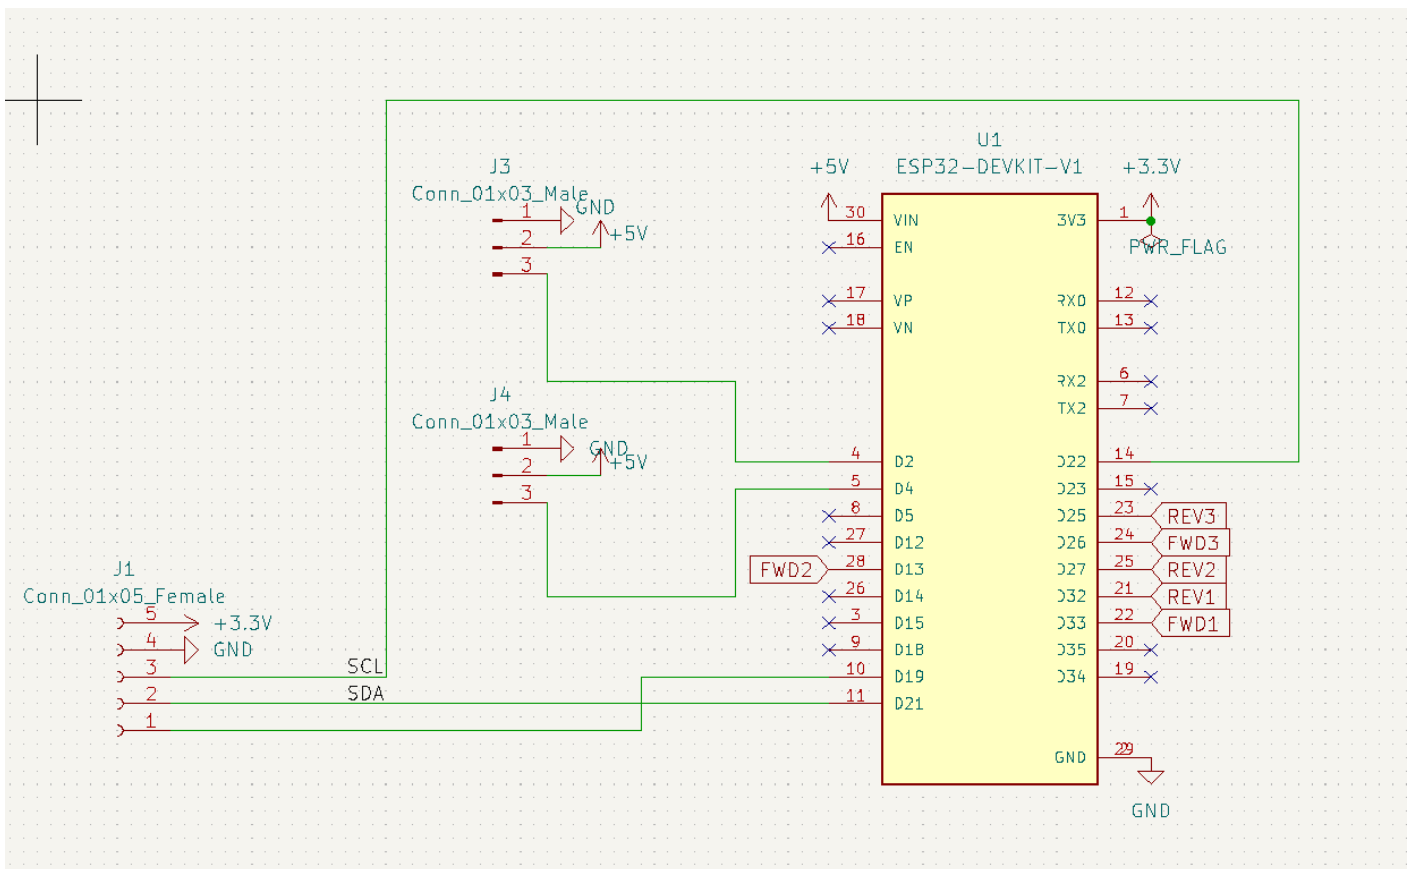 U1
ESP32-DEVKIT-V1
+5V
+3.3V
J3
Conn_01x03_Male
1
GND
2
+5V
3
J4
Conn_01x03_Male
1
GND
2
+5V
3
J1
Conn_01x05_Female
5
+3.3V
4
GND
3
SCL
2
SDA
1
30 VIN
16 EN
17 VP
18 VN
4 D2
5 D4
8 D5
27 D12
FWD2 28 D13
26 D14
3 D15
9 D18
10 D19
11 D21
3V3 1
PWR_FLAG
RX0 12
TX0 13
RX2 6
TX2 7
D22 14
D23 15
D25 23 REV3
D26 24 FWD3
D27 25 REV2
D32 21 REV1
D33 22 FWD1
D35 20
D34 19
GND 29
GND